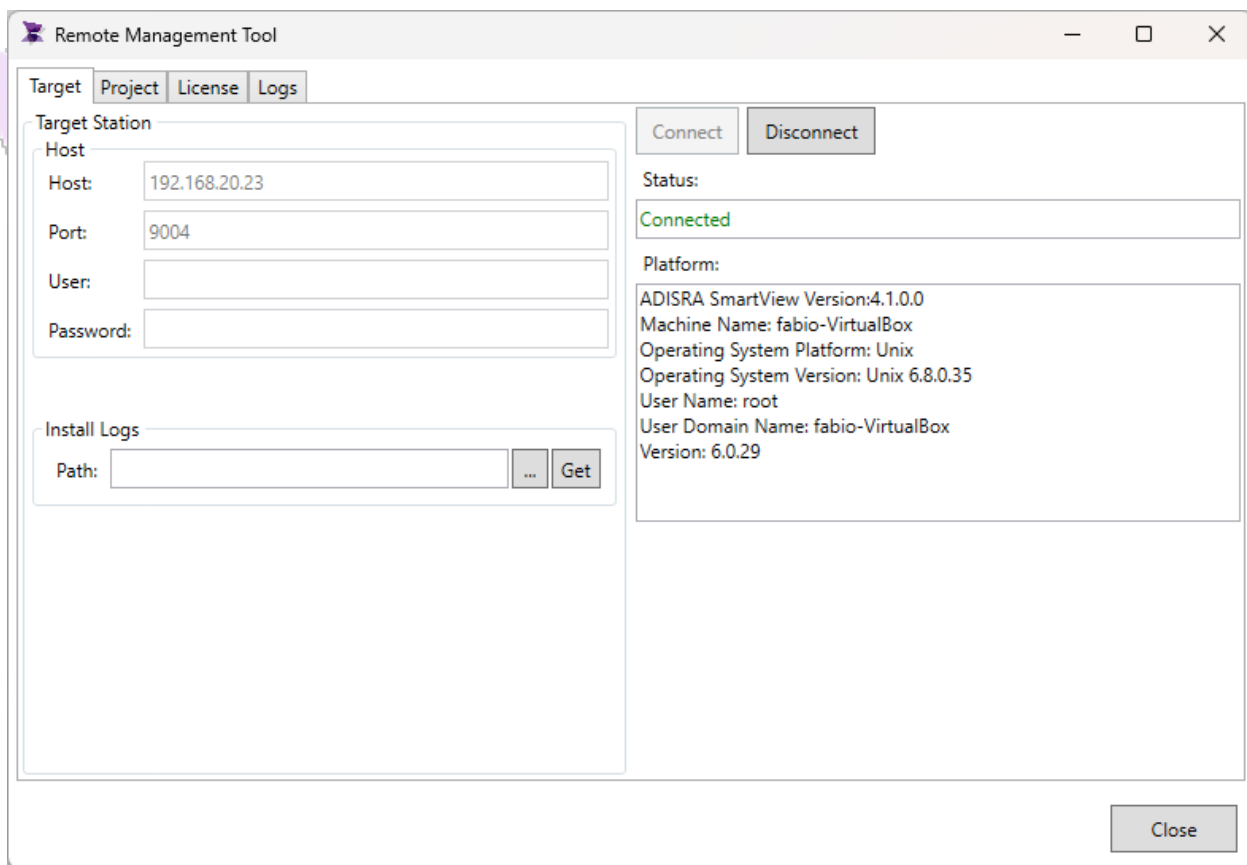 Remote Management Tool
Target Project License Logs
Target Station
Host
Host: 192.168.20.23
Port: 9004
User:
Password:
Install Logs
Path: ... Get
Connect Disconnect
Status:
Connected
Platform:
ADISRA SmartView Version:4.1.0.0
Machine Name: fabio-VirtualBox
Operating System Platform: Unix
Operating System Version: Unix 6.8.0.35
User Name: root
User Domain Name: fabio-VirtualBox
Version: 6.0.29
Close